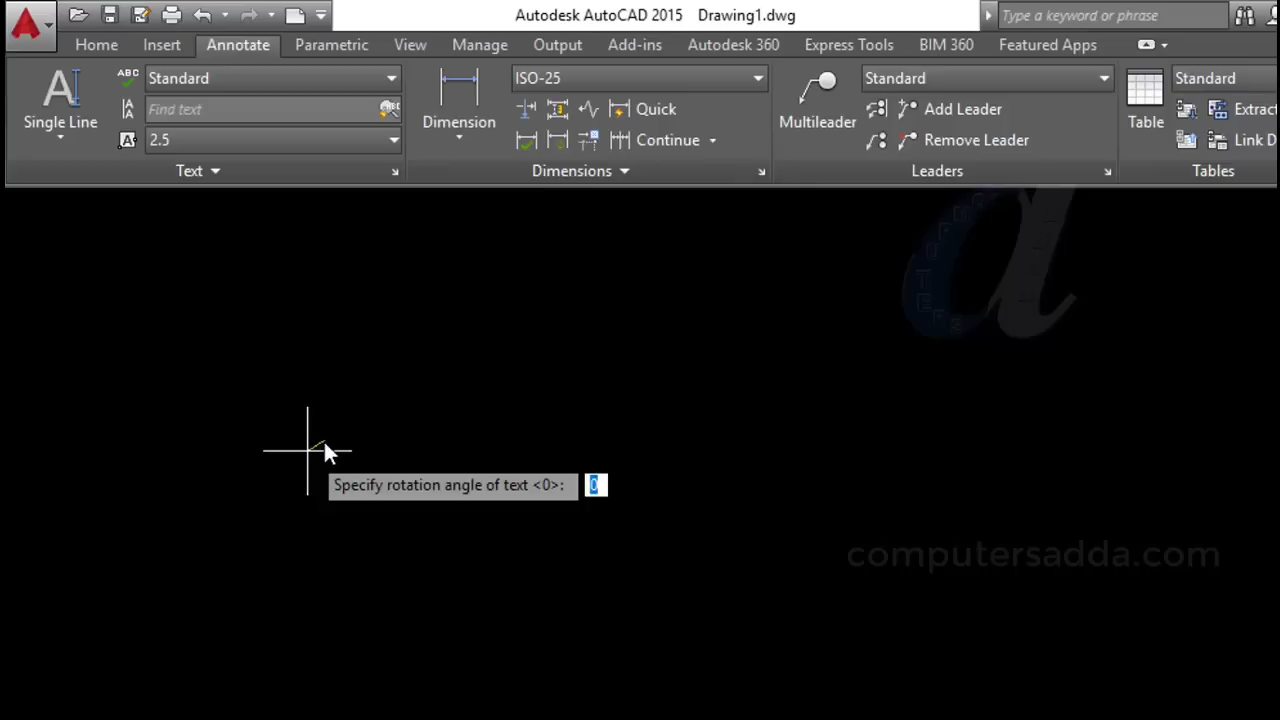 Autodesk AutoCAD 2015 Drawing1.dwg
Type a keyword or phrase
Home Insert Annotate Parametric View Manage Output Add-ins Autodesk 360 Express Tools BIM 360 Featured Apps
A
Single Line
ABC
Standard
Find text
2.5
Text
Dimension
ISO-25
Quick
Continue
Dimensions
Multileader
Standard
Add Leader
Remove Leader
Leaders
Table
Standard
Extrac
Link D
Tables
Specify rotation angle of text <0>: 0
computersadda.com